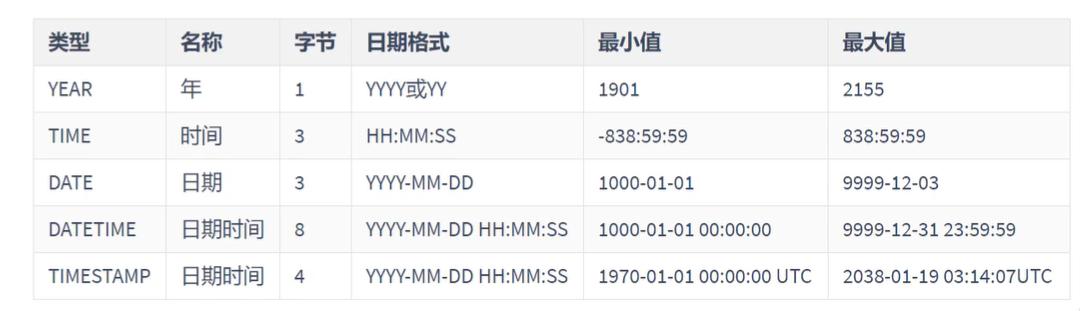 类型 名称 字节 日期格式 最小值 最大值
YEAR 年 1 YYYY或YY 1901 2155
TIME 时间 3 HH:MM:SS -838:59:59 838:59:59
DATE 日期 3 YYYY-MM-DD 1000-01-01 9999-12-03
DATETIME 日期时间 8 YYYY-MM-DD HH:MM:SS 1000-01-01 00:00:00 9999-12-31 23:59:59
TIMESTAMP 日期时间 4 YYYY-MM-DD HH:MM:SS 1970-01-01 00:00:00 UTC 2038-01-19 03:14:07UTC